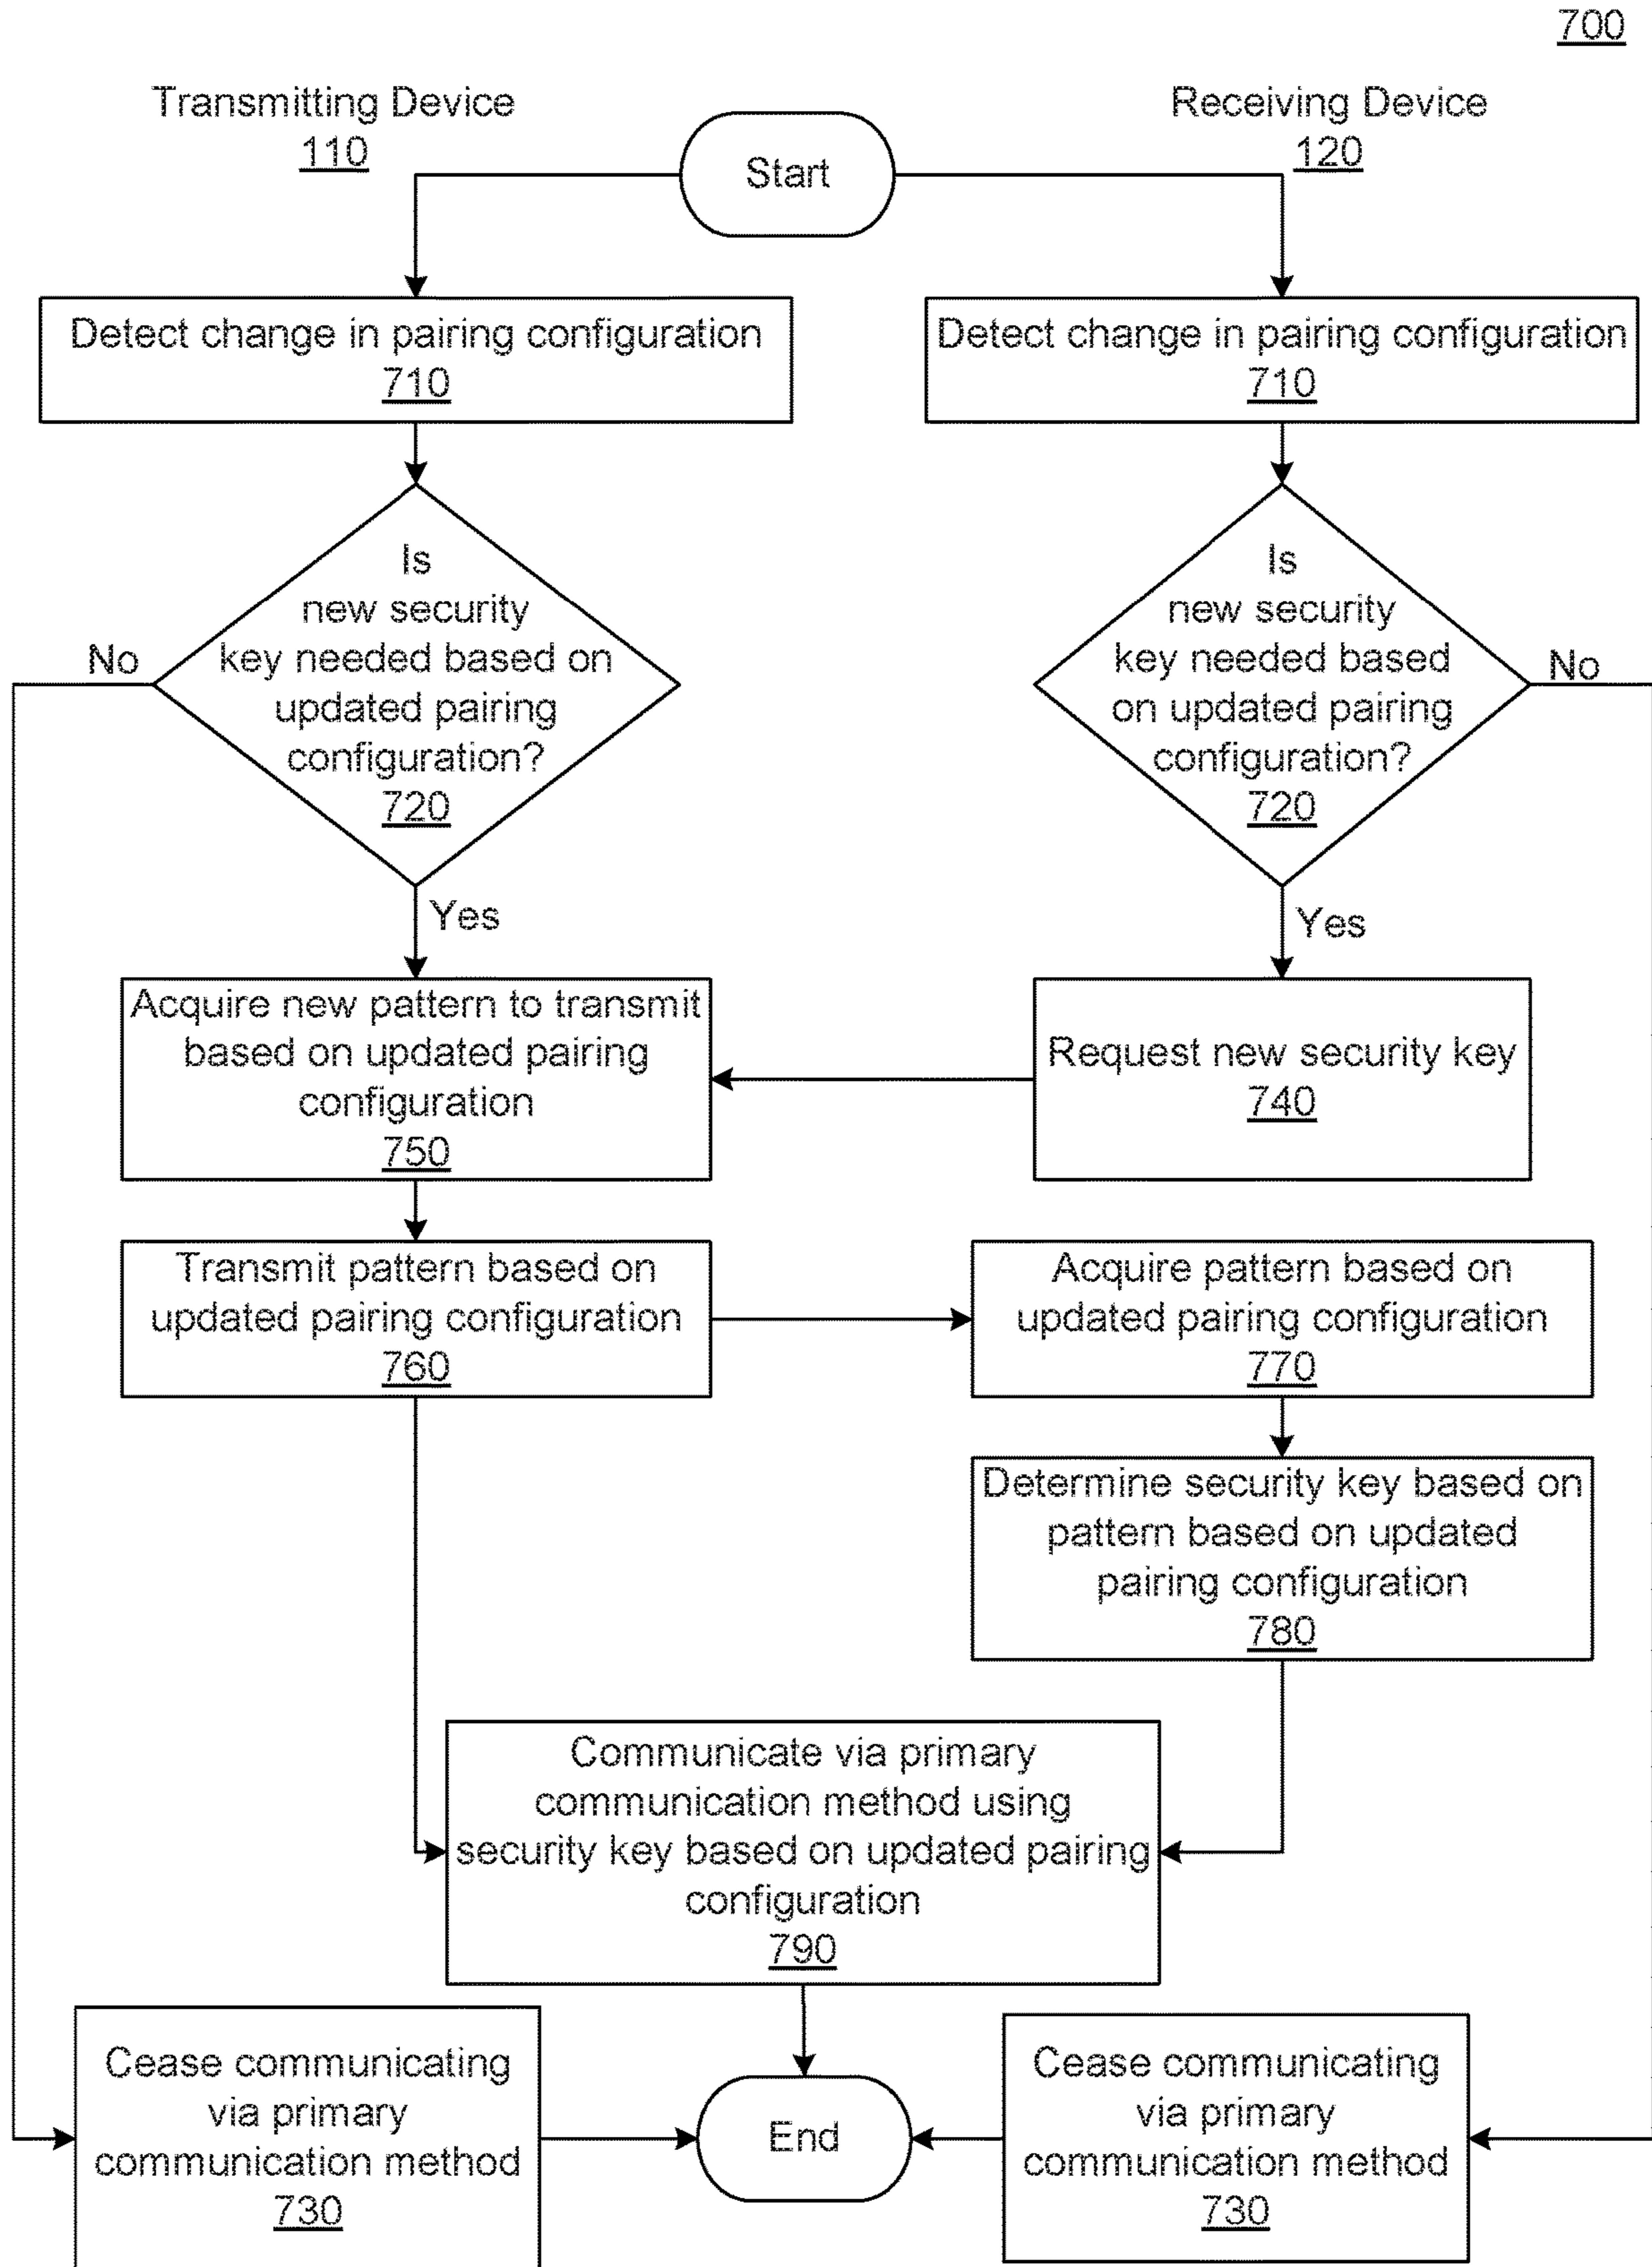 700
Transmitting Device
110
Receiving Device
120
Start
Detect change in pairing configuration
710
Detect change in pairing configuration
710
Is
new security
key needed based on
updated pairing
configuration?
720
No
Yes
Is
new security
key needed based
on updated pairing
configuration?
720
No
Yes
Acquire new pattern to transmit
based on updated pairing
configuration
750
Request new security key
740
Transmit pattern based on
updated pairing configuration
760
Acquire pattern based on
updated pairing configuration
770
Determine security key based on
pattern based on updated
pairing configuration
780
Communicate via primary
communication method using
security key based on updated pairing
configuration
790
Cease communicating
via primary
communication method
730
End
Cease communicating
via primary
communication method
730